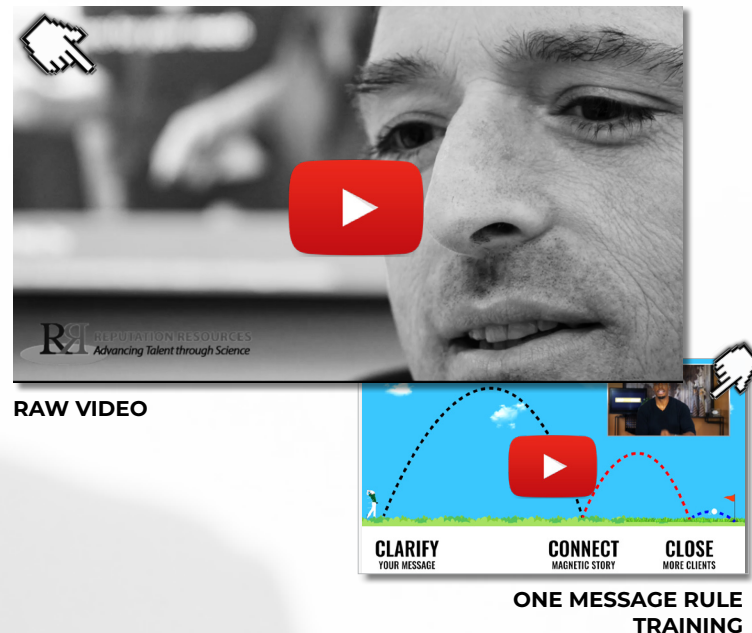 RR REPUTATION RESOURCES
Advancing Talent through Science
RAW VIDEO
CLARIFY
YOUR MESSAGE
CONNECT
MAGNETIC STORY
CLOSE
MORE CLIENTS
ONE MESSAGE RULE
TRAINING